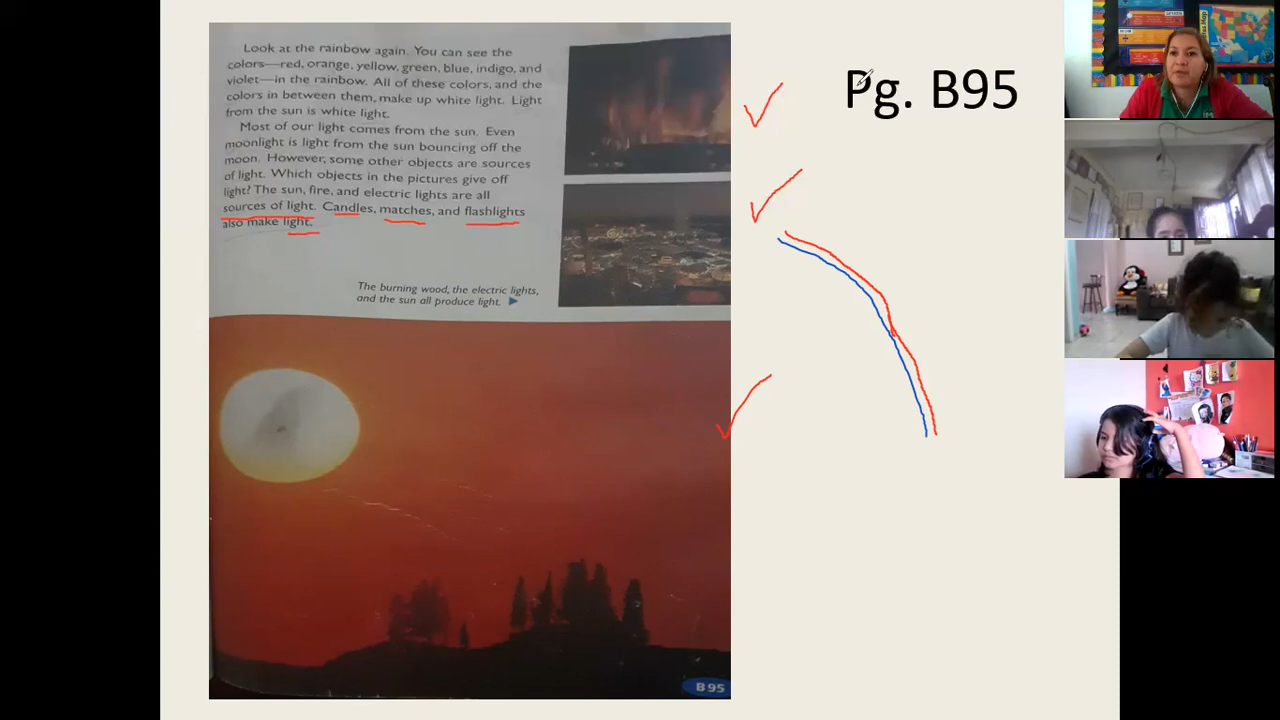 Look at the rainbow again. You can see the
colors—red, orange, yellow, green, blue, indigo, and
violet—in the rainbow. All of these colors, and the
colors in between them, make up white light. Light
from the sun is white light.
Most of our light comes from the sun. Even
moonlight is light from the sun bouncing off the
moon. However, some other objects are sources
of light. Which objects in the pictures give off
light? The sun, fire, and electric lights are all
sources of light. Candles, matches, and flashlights
also make light.
The burning wood, the electric lights,
and the sun all produce light.
B95
Pg. B95